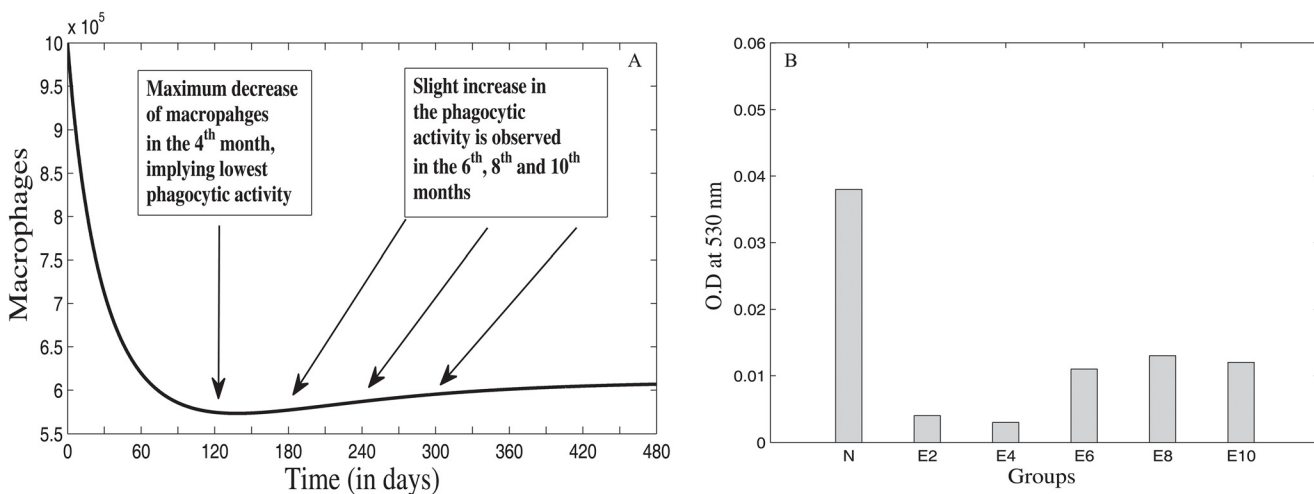 × 10⁵
10
9.5
9
8.5
8
7.5
7
6.5
6
5.5
Macrophages
A
Maximum decrease
of macropahges
in the 4th month,
implying lowest
phagocytic activity
Slight increase in
the phagocytic
activity is observed
in the 6th, 8th and 10th
months
0 60 120 180 240 300 360 420 480
Time (in days)
B
0.06
0.05
0.04
0.03
0.02
0.01
0
O.D at 530 nm
N E2 E4 E6 E8 E10
Groups